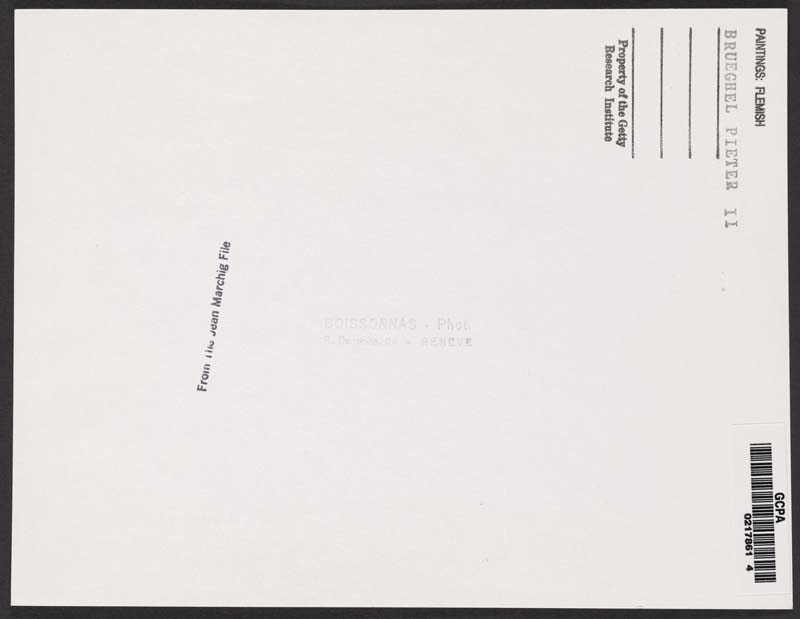 PAINTINGS: FLEMISH
BRUEGHEL PIETER II
Property of the Getty
Research Institute
From The Jean Marchig File
BOISSONNAS - Phot.
GENEVE
GCPA
0217861 4